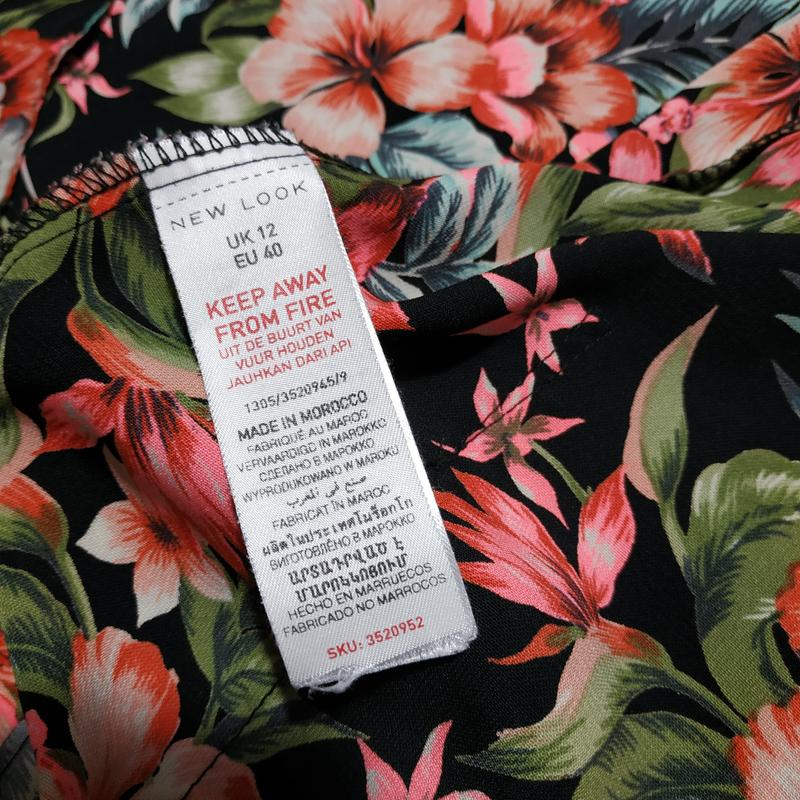 NEW LOOK
UK 12
EU 40
KEEP AWAY
FROM FIRE
UIT DE BUURT VAN
VUUR HOUDEN
JAUHKAN DARI API
1305/3520945/9
MADE IN MOROCCO
FABRIQUÉ AU MAROC
VERVAARDIGD IN MAROKKO
СДЕЛАНО В МАРОККО
WYPRODUKOWANO W MAROKU
صنع في المغرب
FABRICAT ÎN MAROC
ผลิตในประเทศโมร็อกโก
ВИГОТОВЛЕНО В МАРОККО
ԱՐՏԱԴՐՎԱԾ Է
ՄԱՐՈԿԿՈՅՈՒՄ
HECHO EN MARRUECOS
FABRICADO NO MARROCOS
SKU: 3520952